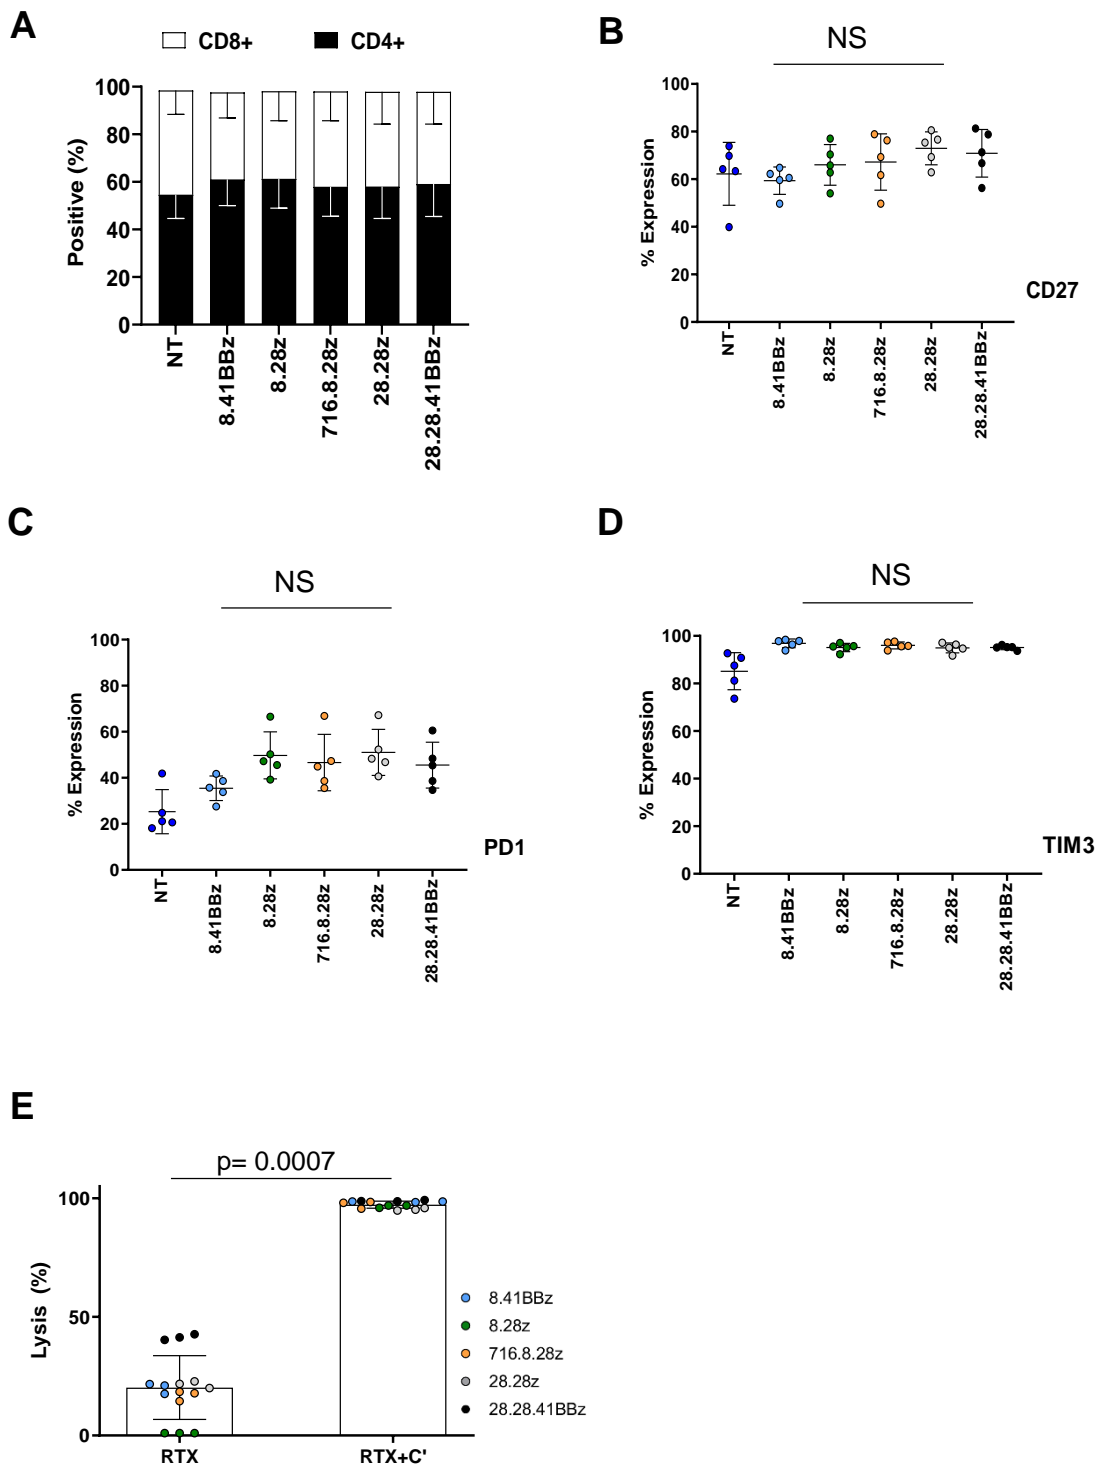 A
CD8+ CD4+
Positive (%)
100
80
60
40
20
0
NT
8.41BBz
8.28z
716.8.28z
28.28z
28.28.41BBz
B
NS
% Expression
100
80
60
40
20
0
CD27
NT
8.41BBz
8.28z
716.8.28z
28.28z
28.28.41BBz
C
NS
% Expression
100
80
60
40
20
0
PD1
NT
8.41BBz
8.28z
716.8.28z
28.28z
28.28.41BBz
D
NS
% Expression
100
80
60
40
20
0
TIM3
NT
8.41BBz
8.28z
716.8.28z
28.28z
28.28.41BBz
E
p= 0.0007
Lysis (%)
100
50
0
RTX
RTX+C'
8.41BBz
8.28z
716.8.28z
28.28z
28.28.41BBz